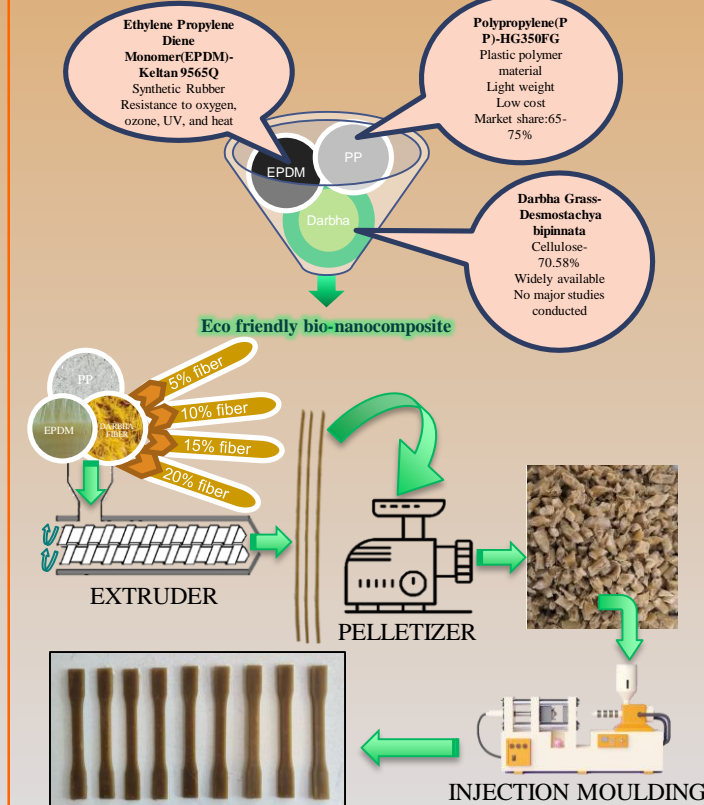 Ethylene Propylene
Diene
Monomer(EPDM)-
Keltan 9565Q
Synthetic Rubber
Resistance to oxygen,
ozone, UV, and heat
Polypropylene(P
P)-HG350FG
Plastic polymer
material
Light weight
Low cost
Market share:65-
75%
EPDM
PP
Darbha
Darbha Grass-
Desmostachya
bipinnata
Cellulose-
70.58%
Widely available
No major studies
conducted
Eco friendly bio-nanocomposite
PP
EPDM
DARBHA
FIBER
5% fiber
10% fiber
15% fiber
20% fiber
EXTRUDER
PELLETIZER
INJECTION MOULDING